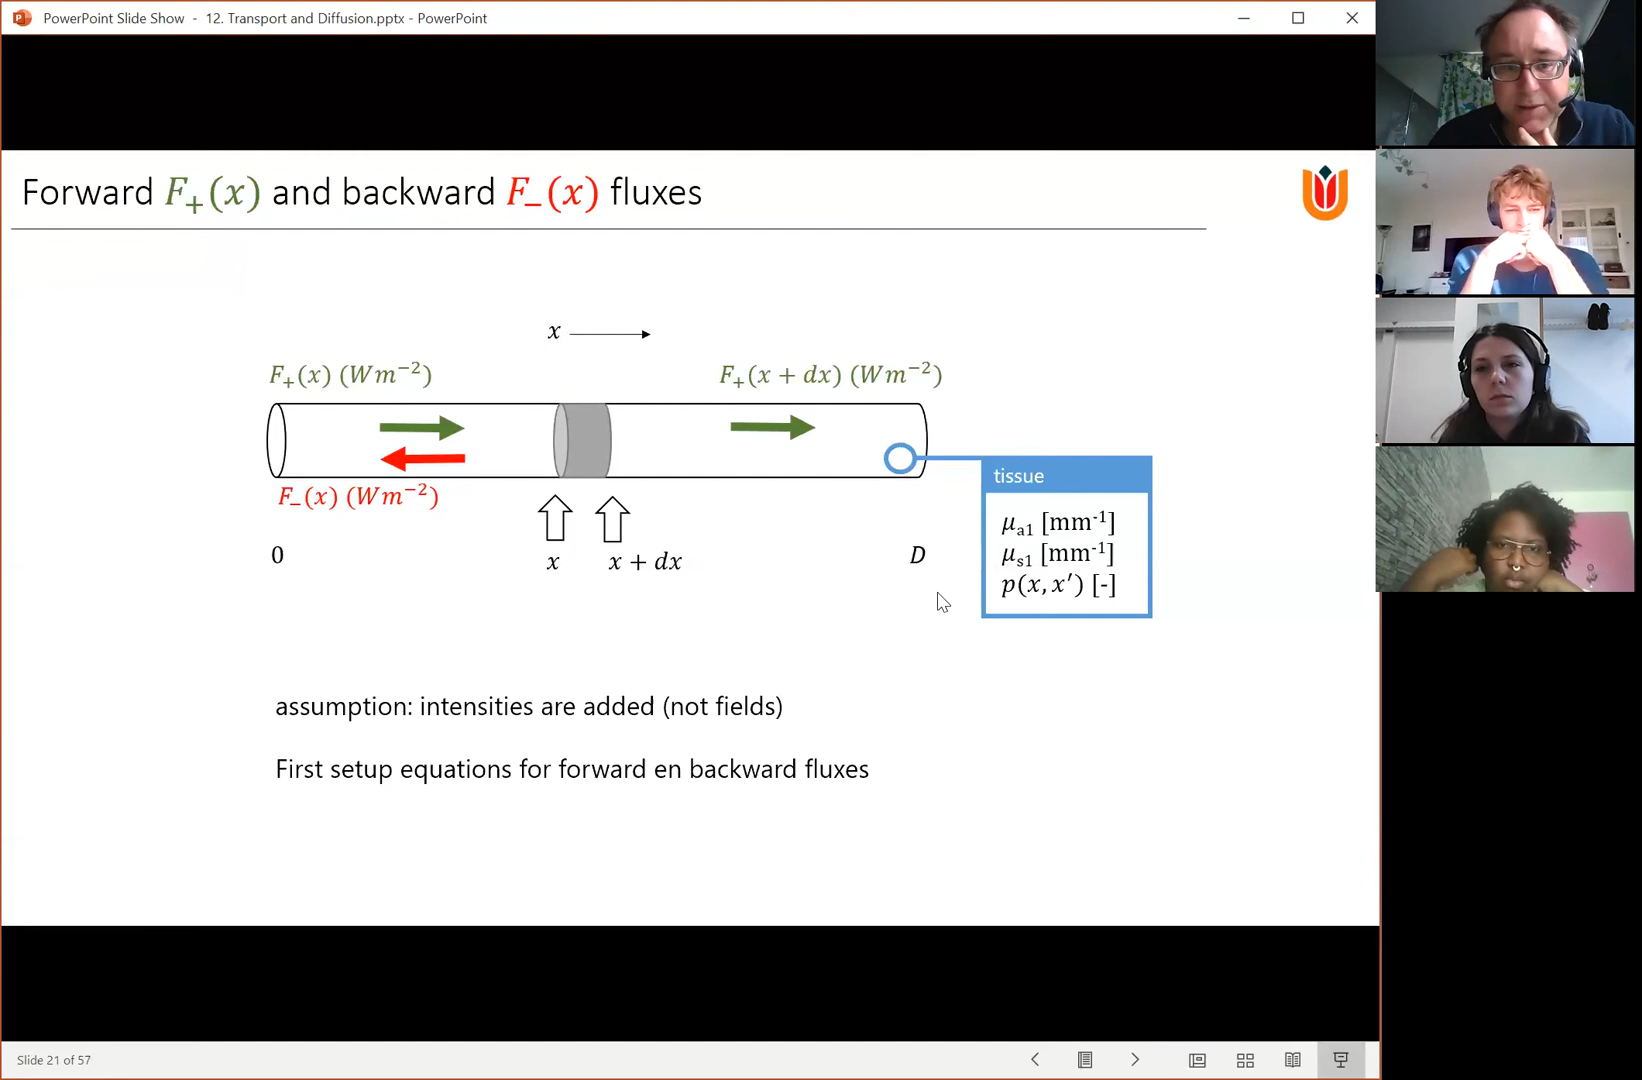 PowerPoint Slide Show - 12. Transport and Diffusion.pptx - PowerPoint
Forward F₊(x) and backward F₋(x) fluxes
x
F₊(x) (Wm⁻²)
F₊(x + dx) (Wm⁻²)
F₋(x) (Wm⁻²)
tissue
μₐ₁ [mm⁻¹]
μₛ₁ [mm⁻¹]
p(x, x′) [-]
0
x
x + dx
D
assumption: intensities are added (not fields)
First setup equations for forward en backward fluxes
Slide 21 of 57